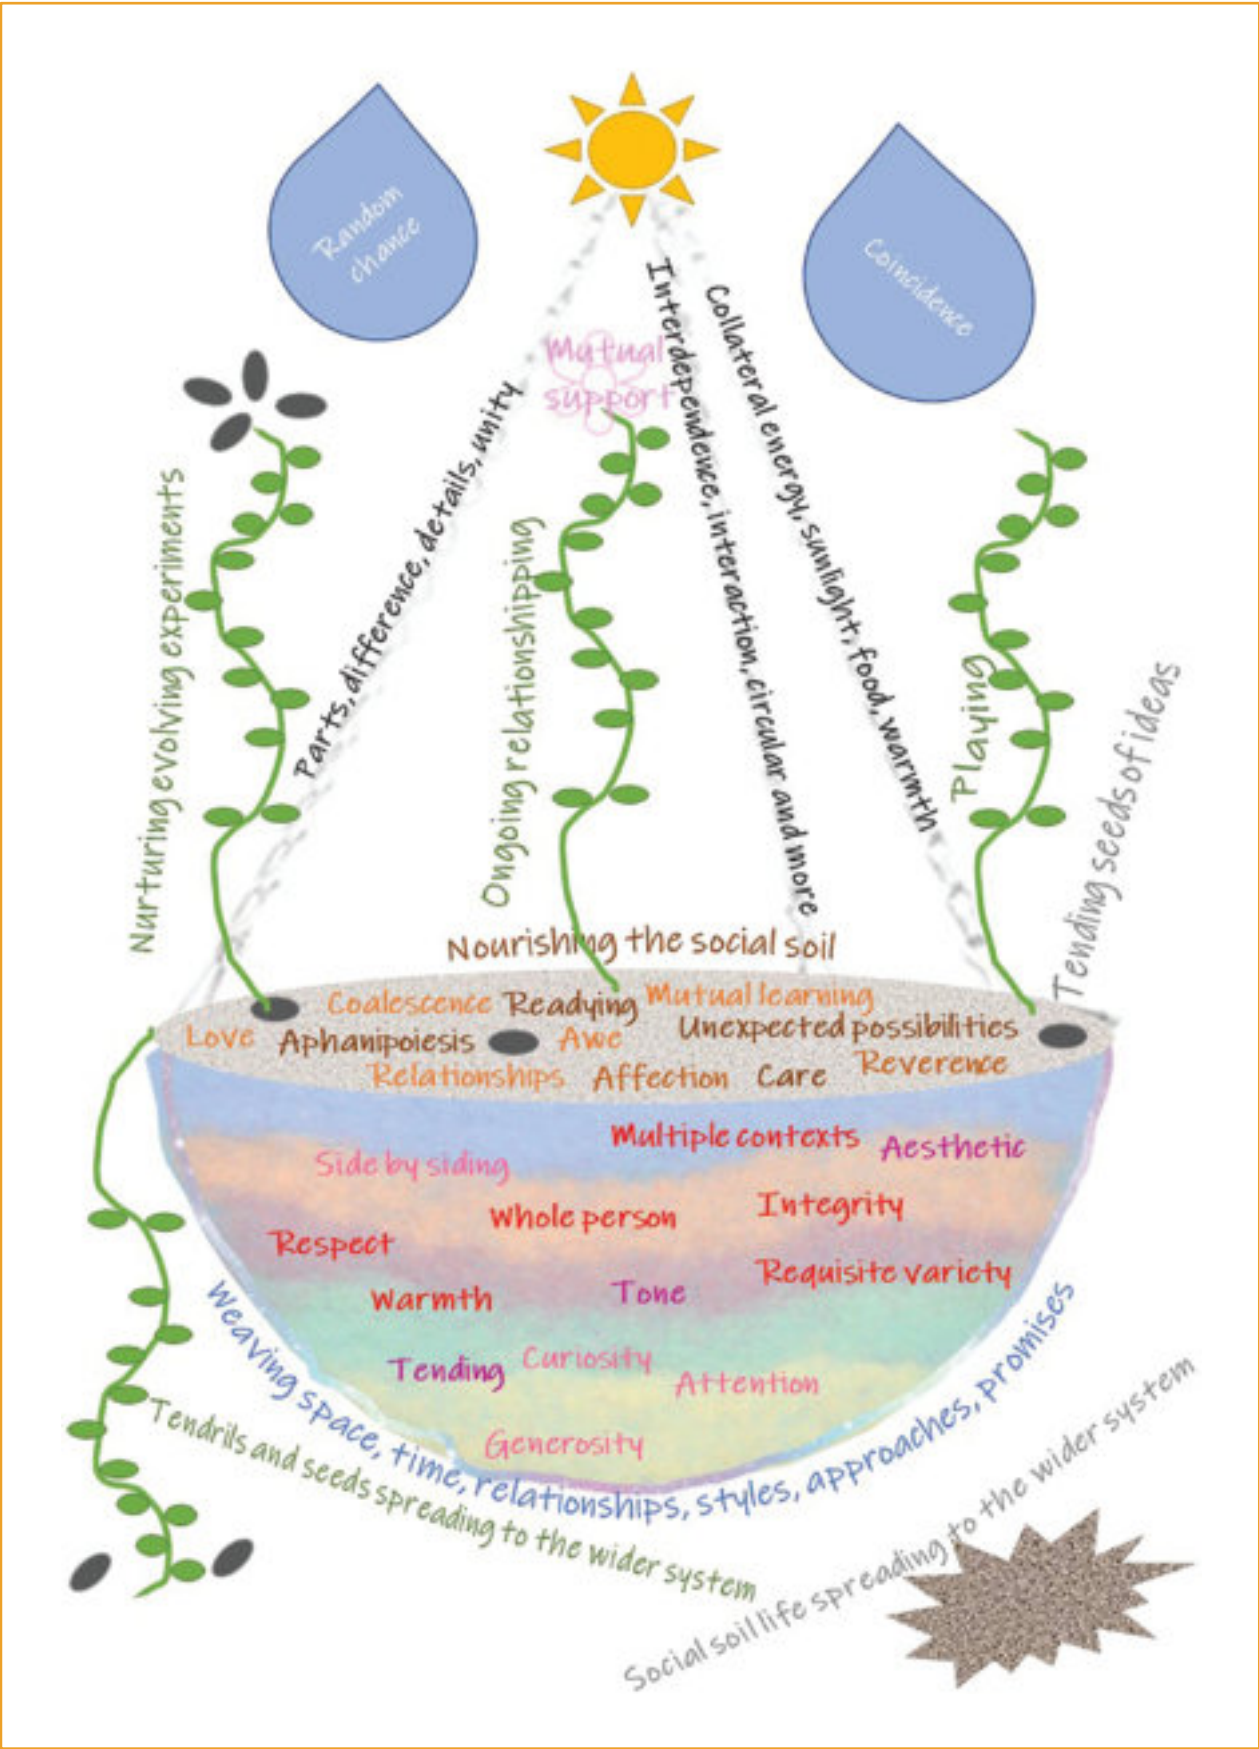 Random
chance
Coincidence
Mutual
support
Parts, difference, details, unity
Interdependence, interaction, circular and more
Collateral energy, sunlight, food, warmth
Nurturing evolving experiments
Ongoing relationshipping
Playing
Tending seeds of ideas
Nourishing the social soil
Coalescence Readying Mutual learning
Love Aphanipoiesis Awe Unexpected possibilities
Relationships Affection Care Reverence
Multiple contexts Aesthetic
Side by siding
Whole person Integrity
Respect
Warmth Tone Requisite variety
Tending Curiosity Attention
Generosity
Weaving space, time, relationships, styles, approaches, promises
Tendrils and seeds spreading to the wider system
Social soil life spreading to the wider system